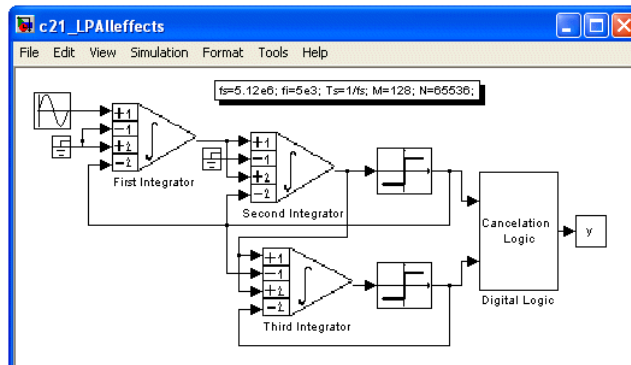 c21_LPAlleffects
File Edit View Simulation Format Tools Help
fs=5.12e6; fi=5e3; Ts=1/fs; M=128; N=65536;
+1
−1
+2
−2
First Integrator
+1
−1
+2
−2
Second Integrator
+1
−1
+2
−2
Third Integrator
Cancelation
Logic
Digital Logic
y